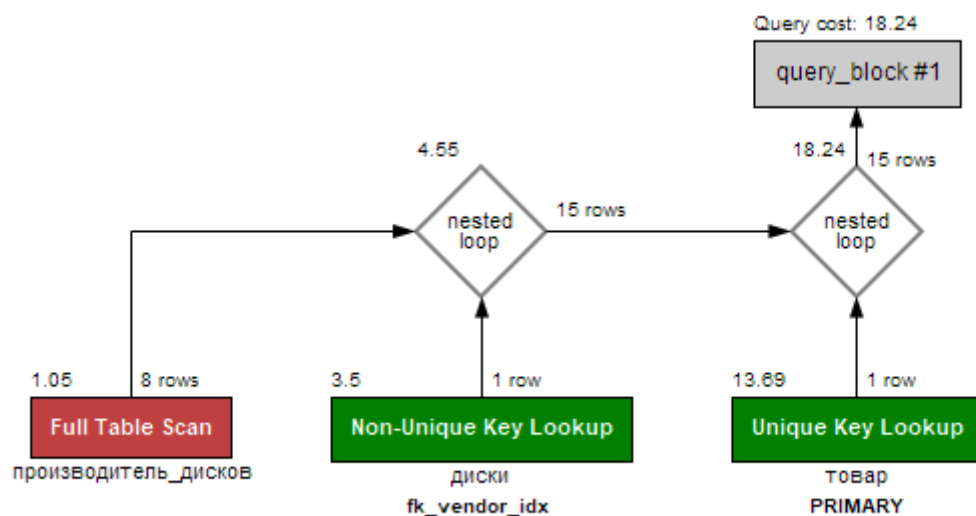 Query cost: 18.24
query_block #1
4.55
18.24
15 rows
nested
loop
15 rows
nested
loop
1.05
8 rows
3.5
1 row
13.69
1 row
Full Table Scan
Non-Unique Key Lookup
Unique Key Lookup
производитель_дисков
диски
товар
fk_vendor_idx
PRIMARY